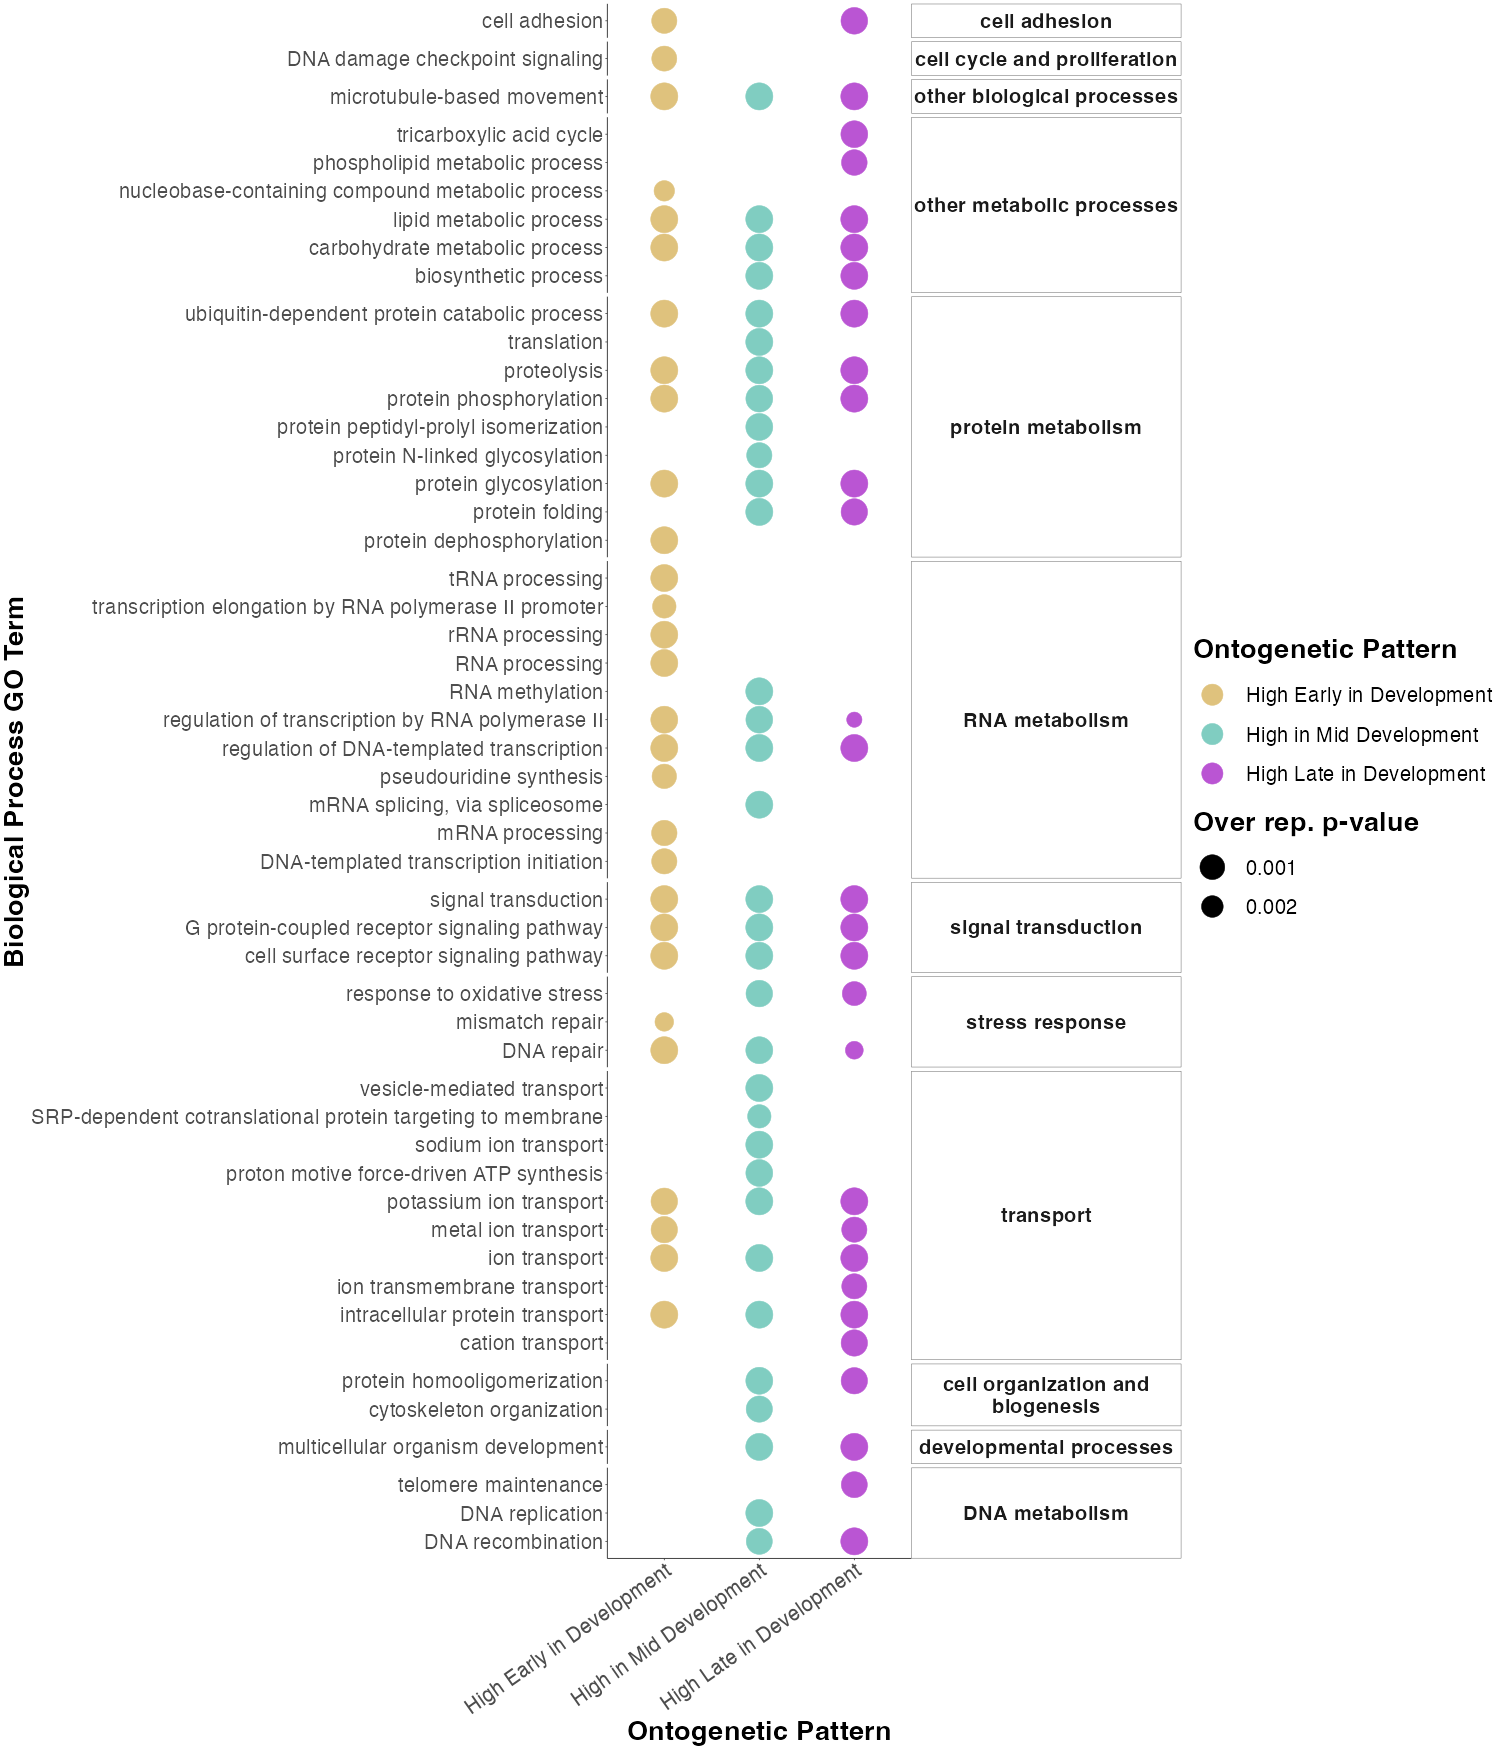 cell adhesion
cell adhesion
DNA damage checkpoint signaling
cell cycle and proliferation
microtubule-based movement
other biological processes
tricarboxylic acid cycle
phospholipid metabolic process
nucleobase-containing compound metabolic process
lipid metabolic process
carbohydrate metabolic process
biosynthetic process
other metabolic processes
ubiquitin-dependent protein catabolic process
translation
proteolysis
protein phosphorylation
protein peptidyl-prolyl isomerization
protein N-linked glycosylation
protein glycosylation
protein folding
protein dephosphorylation
protein metabolism
tRNA processing
transcription elongation by RNA polymerase II promoter
rRNA processing
RNA processing
RNA methylation
regulation of transcription by RNA polymerase II
regulation of DNA-templated transcription
pseudouridine synthesis
mRNA splicing, via spliceosome
mRNA processing
DNA-templated transcription initiation
RNA metabolism
signal transduction
G protein-coupled receptor signaling pathway
cell surface receptor signaling pathway
signal transduction
response to oxidative stress
mismatch repair
DNA repair
stress response
vesicle-mediated transport
SRP-dependent cotranslational protein targeting to membrane
sodium ion transport
proton motive force-driven ATP synthesis
potassium ion transport
metal ion transport
ion transport
ion transmembrane transport
intracellular protein transport
cation transport
transport
protein homooligomerization
cytoskeleton organization
cell organization and
biogenesis
multicellular organism development
developmental processes
telomere maintenance
DNA replication
DNA recombination
DNA metabolism
Biological Process GO Term
High Early in Development
High in Mid Development
High Late in Development
Ontogenetic Pattern
Ontogenetic Pattern
High Early in Development
High in Mid Development
High Late in Development
Over rep. p-value
0.001
0.002